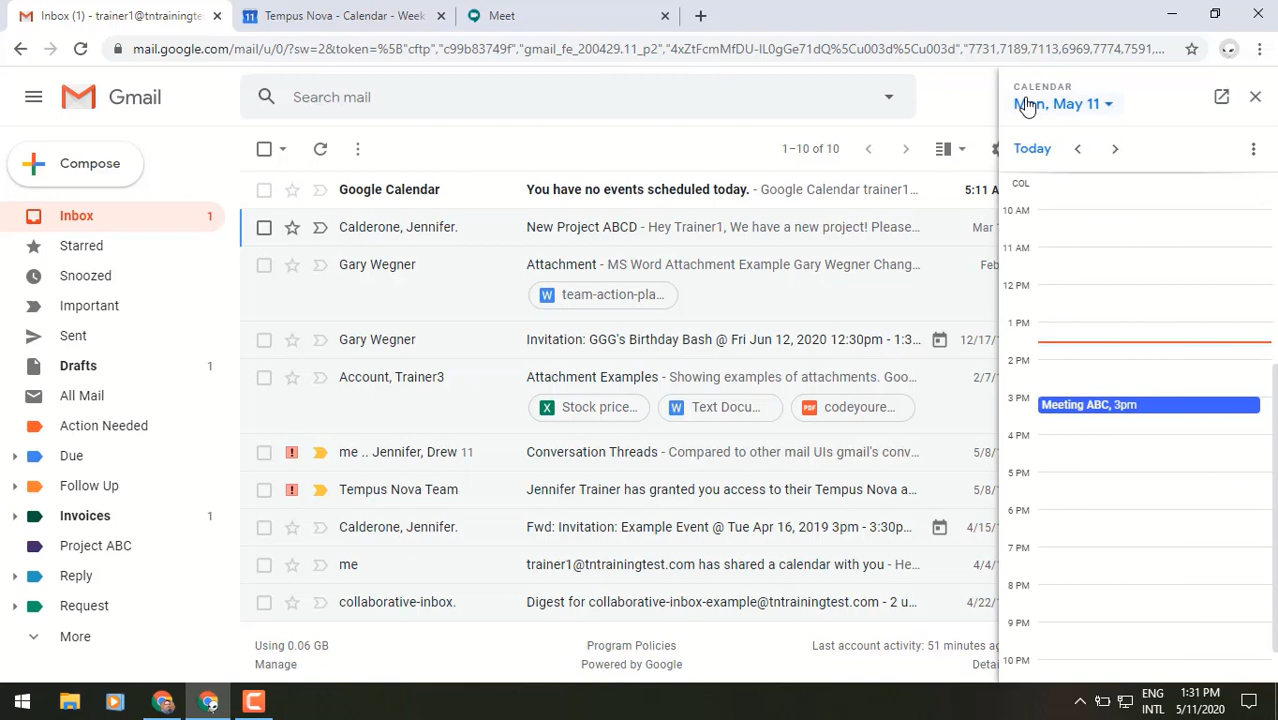 Inbox (1) - trainer1@tntrainingte
Tempus Nova - Calendar - Week
Meet
mail.google.com/mail/u/0/?sw=2&token=%5B"cftp","c99b83749f","gmail_fe_200429.11_p2","4xZtFcmMfDU-IL0gGe71dQ%5Cu003d%5Cu003d","7731,7189,7113,6969,7774,7591,...
Gmail
Search mail
CALENDAR
Mon, May 11
Compose
1–10 of 10
Today
Inbox 1
Starred
Snoozed
Important
Sent
Drafts 1
All Mail
Action Needed
Due
Follow Up
Invoices 1
Project ABC
Reply
Request
More
Google Calendar You have no events scheduled today. - Google Calendar trainer1... 5:11 A
Calderone, Jennifer. New Project ABCD - Hey Trainer1, We have a new project! Please... Mar
Gary Wegner Attachment - MS Word Attachment Example Gary Wegner Chang... Feb
W team-action-pla...
Gary Wegner Invitation: GGG's Birthday Bash @ Fri Jun 12, 2020 12:30pm - 1:3... 12/17/
Account, Trainer3 Attachment Examples - Showing examples of attachments. Goo... 2/7/
X Stock price... W Text Docu... PDF codeyoure...
me .. Jennifer, Drew 11 Conversation Threads - Compared to other mail UIs gmail's conv... 5/8/
Tempus Nova Team Jennifer Trainer has granted you access to their Tempus Nova a... 5/8/
Calderone, Jennifer. Fwd: Invitation: Example Event @ Tue Apr 16, 2019 3pm - 3:30p... 4/15/
me trainer1@tntrainingtest.com has shared a calendar with you - He... 4/4/
collaborative-inbox. Digest for collaborative-inbox-example@tntrainingtest.com - 2 u... 4/22/
Using 0.06 GB
Manage
Program Policies
Powered by Google
Last account activity: 51 minutes ag
Detai
COL
10 AM
11 AM
12 PM
1 PM
2 PM
3 PM
Meeting ABC, 3pm
4 PM
5 PM
6 PM
7 PM
8 PM
9 PM
10 PM
ENG
INTL
1:31 PM
5/11/2020